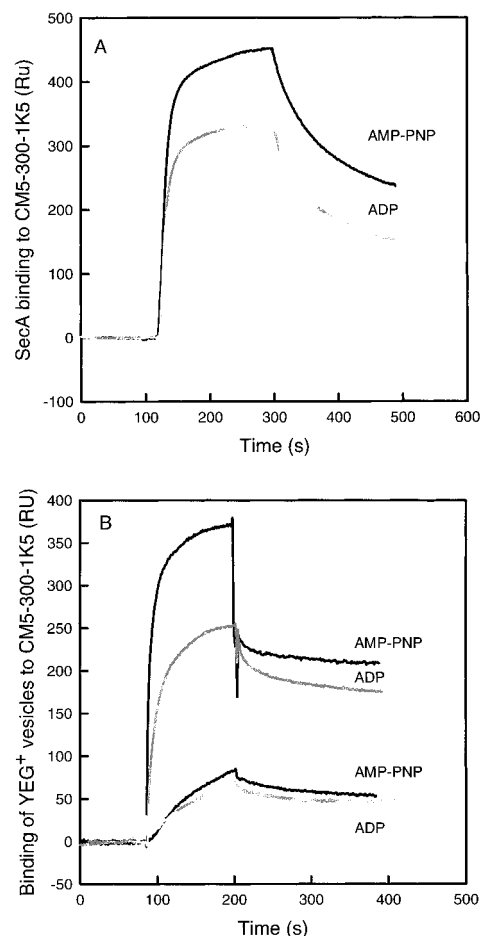 A
SecA binding to CM5-300-1K5 (Ru)
500
400
300
200
100
0
-100
AMP-PNP
ADP
0 100 200 300 400 500 600
Time (s)
B
Binding of YEG+ vesicles to CM5-300-1K5 (RU)
400
350
300
250
200
150
100
50
0
-50
AMP-PNP
ADP
AMP-PNP
ADP
0 100 200 300 400 500
Time (s)